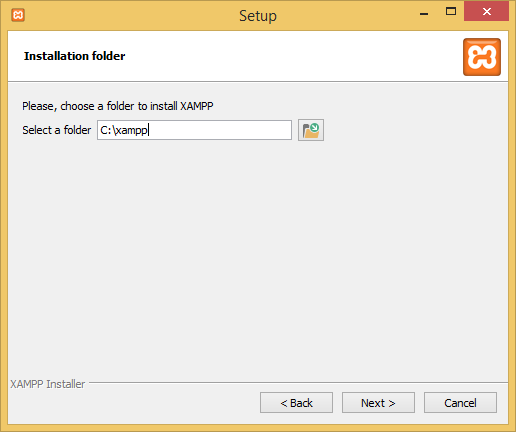 Setup
Installation folder
Please, choose a folder to install XAMPP
Select a folder C:\xampp
XAMPP Installer
< Back Next > Cancel